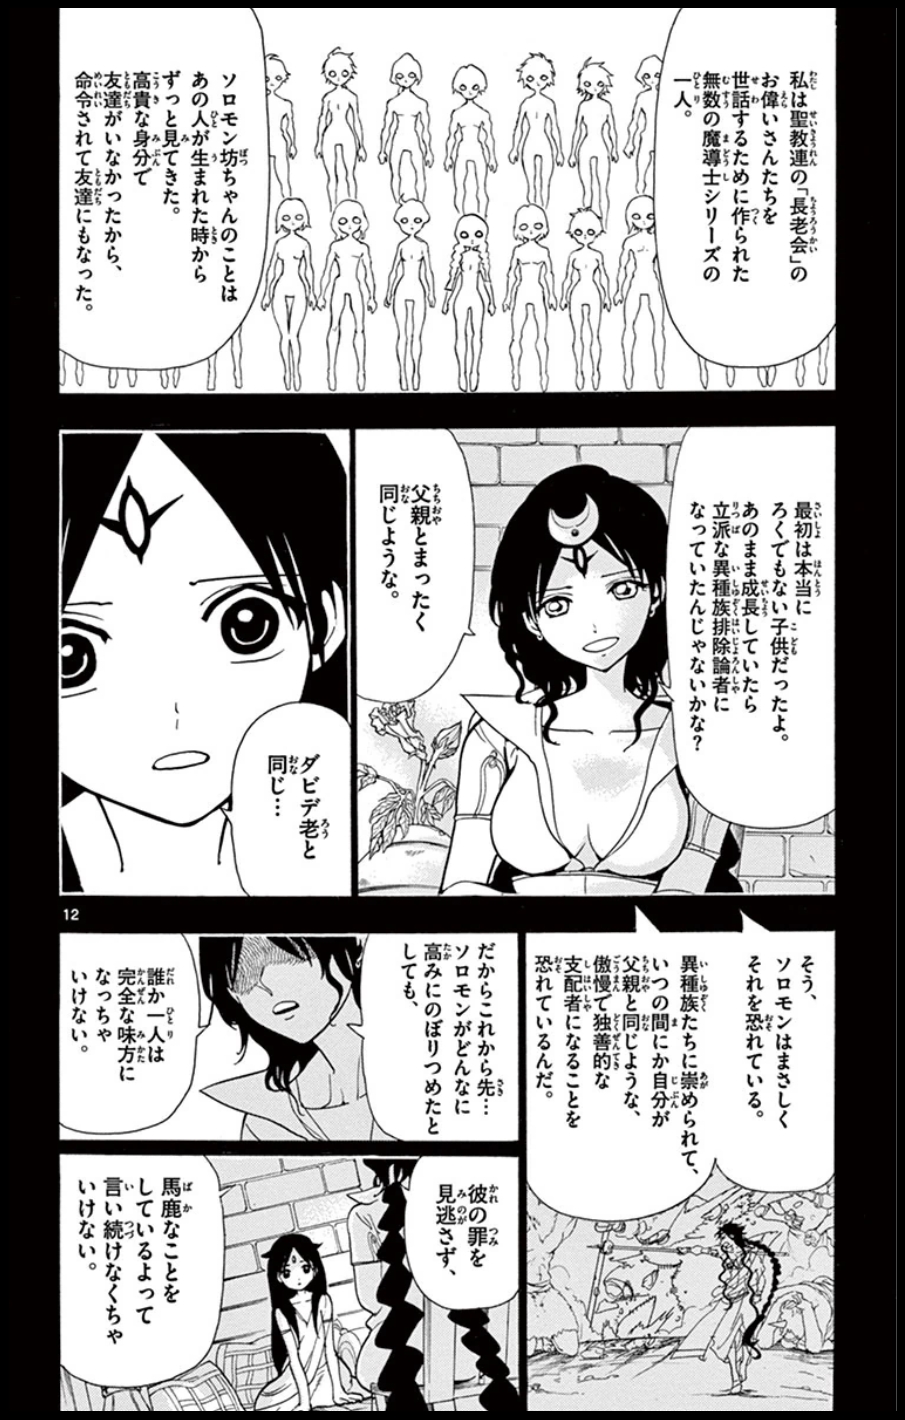 私は聖教連の「長老会」の
お偉いさんたちを
世話するために作られた
無数の魔導士シリーズの
一人。
ソロモン坊ちゃんのことは
あの人が生まれた時から
ずっと見てきた。
高貴な身分で
友達がいなかったから、
命令されて友達にもなった。
最初は本当に
ろくでもない子供だったよ。
あのまま成長していたら
立派な異種族排除論者に
なっていたんじゃないかな?
父親とまったく
同じような。
ダビデ老と
同じ…
12
そう、
ソロモンはまさしく
それを恐れている。
異種族たちに崇められて、
いつの間にか自分が
父親と同じような、
傲慢で独善的な
支配者になることを
恐れているんだ。
だからこれから先…
ソロモンがどんなに
高みにのぼりつめたと
しても、
誰か一人は
完全な味方に
なっちゃ
いけない。
彼の罪を
見逃さず、
馬鹿なことを
しているよって
言い続けなくちゃ
いけない。